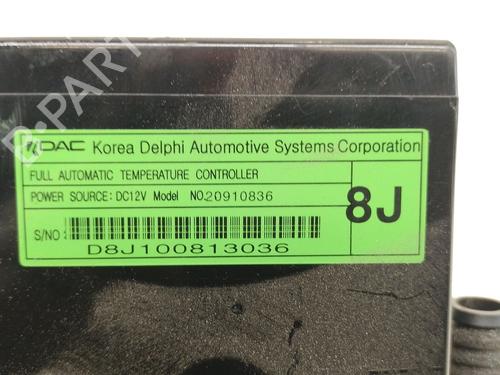 KDAC Korea Delphi Automotive Systems Corporation
FULL AUTOMATIC TEMPERATURE CONTROLLER
POWER SOURCE: DC12V Model NO.20910836
8J
S/NO:
D8J100813036
B-PART